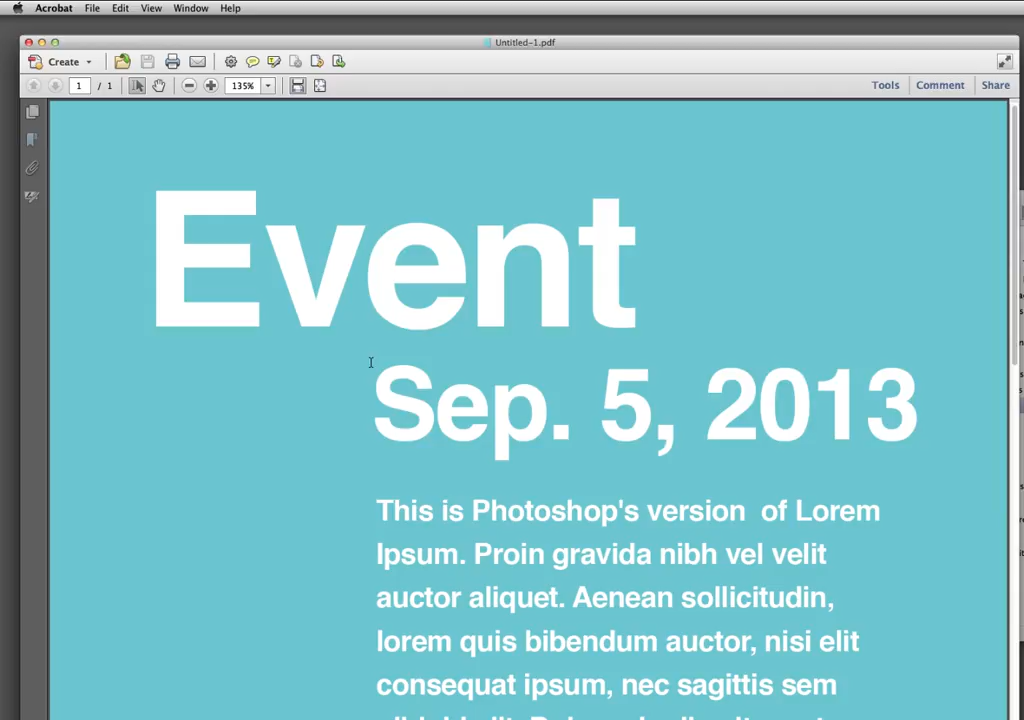 Acrobat File Edit View Window Help
Untitled-1.pdf
Create
1 / 1 135% Tools Comment Share
Event
Sep. 5, 2013
This is Photoshop's version  of Lorem
Ipsum. Proin gravida nibh vel velit
auctor aliquet. Aenean sollicitudin,
lorem quis bibendum auctor, nisi elit
consequat ipsum, nec sagittis sem